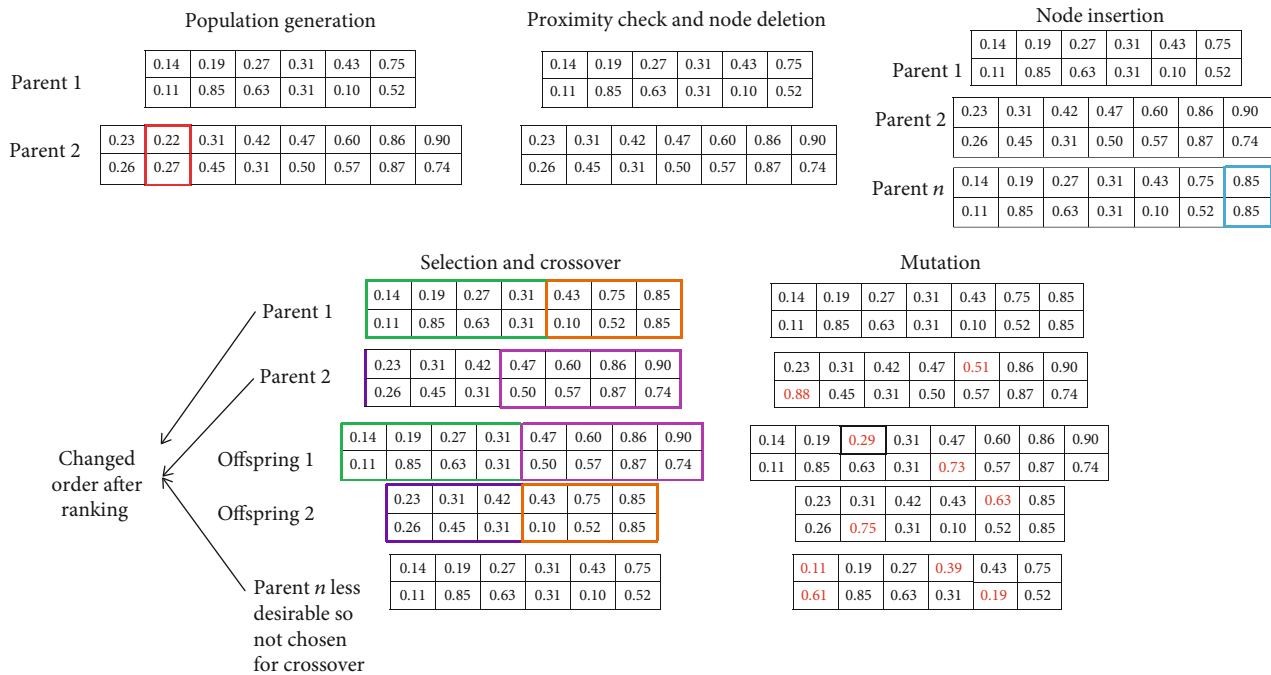 Population generation
Parent 1
0.14 0.19 0.27 0.31 0.43 0.75
0.11 0.85 0.63 0.31 0.10 0.52
Parent 2
0.23 0.22 0.31 0.42 0.47 0.60 0.86 0.90
0.26 0.27 0.45 0.31 0.50 0.57 0.87 0.74
Proximity check and node deletion
0.14 0.19 0.27 0.31 0.43 0.75
0.11 0.85 0.63 0.31 0.10 0.52
0.23 0.31 0.42 0.47 0.60 0.86 0.90
0.26 0.45 0.31 0.50 0.57 0.87 0.74
Node insertion
Parent 1
0.14 0.19 0.27 0.31 0.43 0.75
0.11 0.85 0.63 0.31 0.10 0.52
Parent 2
0.23 0.31 0.42 0.47 0.60 0.86 0.90
0.26 0.45 0.31 0.50 0.57 0.87 0.74
Parent n
0.14 0.19 0.27 0.31 0.43 0.75 0.85
0.11 0.85 0.63 0.31 0.10 0.52 0.85
Changed
order after
ranking
Selection and crossover
Parent 1
0.14 0.19 0.27 0.31 0.43 0.75 0.85
0.11 0.85 0.63 0.31 0.10 0.52 0.85
Parent 2
0.23 0.31 0.42 0.47 0.60 0.86 0.90
0.26 0.45 0.31 0.50 0.57 0.87 0.74
Offspring 1
0.14 0.19 0.27 0.31 0.47 0.60 0.86 0.90
0.11 0.85 0.63 0.31 0.50 0.57 0.87 0.74
Offspring 2
0.23 0.31 0.42 0.43 0.75 0.85
0.26 0.45 0.31 0.10 0.52 0.85
Parent n less
desirable so
not chosen
for crossover
0.14 0.19 0.27 0.31 0.43 0.75
0.11 0.85 0.63 0.31 0.10 0.52
Mutation
0.14 0.19 0.27 0.31 0.43 0.75 0.85
0.11 0.85 0.63 0.31 0.10 0.52 0.85
0.23 0.31 0.42 0.47 0.51 0.86 0.90
0.88 0.45 0.31 0.50 0.57 0.87 0.74
0.14 0.19 0.29 0.31 0.47 0.60 0.86 0.90
0.11 0.85 0.63 0.31 0.73 0.57 0.87 0.74
0.23 0.31 0.42 0.43 0.63 0.85
0.26 0.75 0.31 0.10 0.52 0.85
0.11 0.19 0.27 0.39 0.43 0.75
0.61 0.85 0.63 0.31 0.19 0.52